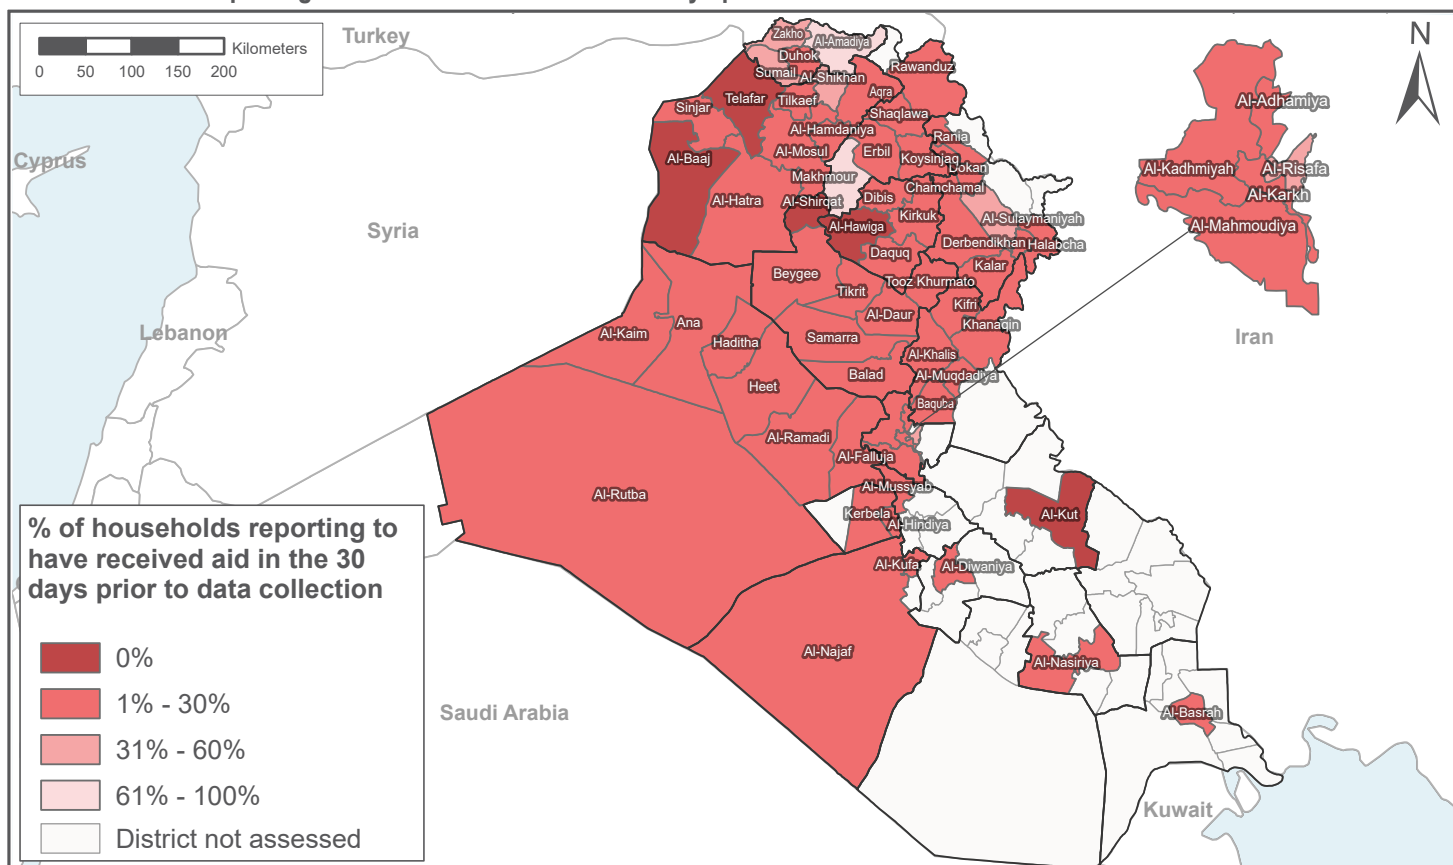 Turkey
N
Kilometers
0 50 100 150 200
Zakho
Al-Amadiya
Duhok
Sumail
Al-Shikhan
Rawanduz
Telafar
Tilkaef
Aqra
Sinjar
Shaqlawa
Al-Hamdaniya
Rania
Al-Adhamiya
Cyprus
Al-Baaj
Al-Mosul
Erbil
Koysinjaq
Dokan
Al-Kadhmiyah
Al-Risafa
Makhmour
Chamchamal
Al-Karkh
Al-Hatra
Al-Shirqat
Dibis
Kirkuk
Al-Sulaymaniyah
Al-Mahmoudiya
Syria
Al-Hawiga
Derbendikhan
Halabcha
Daquq
Kalar
Beygee
Tooz Khurmato
Tikrit
Kifri
Al-Daur
Khanaqin
Lebanon
Al-Kaim
Ana
Haditha
Samarra
Iran
Al-Khalis
Heet
Balad
Al-Muqdadiya
Baquba
Al-Ramadi
Al-Falluja
Al-Rutba
Al-Mussyab
Kerbela
Al-Hindiya
Al-Kut
Al-Kufa
Al-Diwaniya
Al-Najaf
Al-Nasiriya
Saudi Arabia
Al-Basrah
Kuwait
% of households reporting to
have received aid in the 30
days prior to data collection
0%
1% - 30%
31% - 60%
61% - 100%
District not assessed